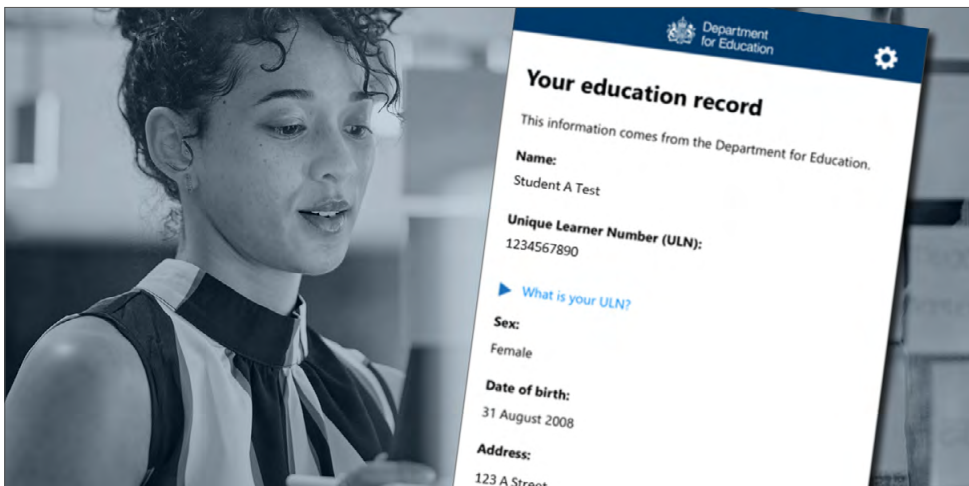 Department
for Education
Your education record
This information comes from the Department for Education.
Name:
Student A Test
Unique Learner Number (ULN):
1234567890
What is your ULN?
Sex:
Female
Date of birth:
31 August 2008
Address:
123 A Street